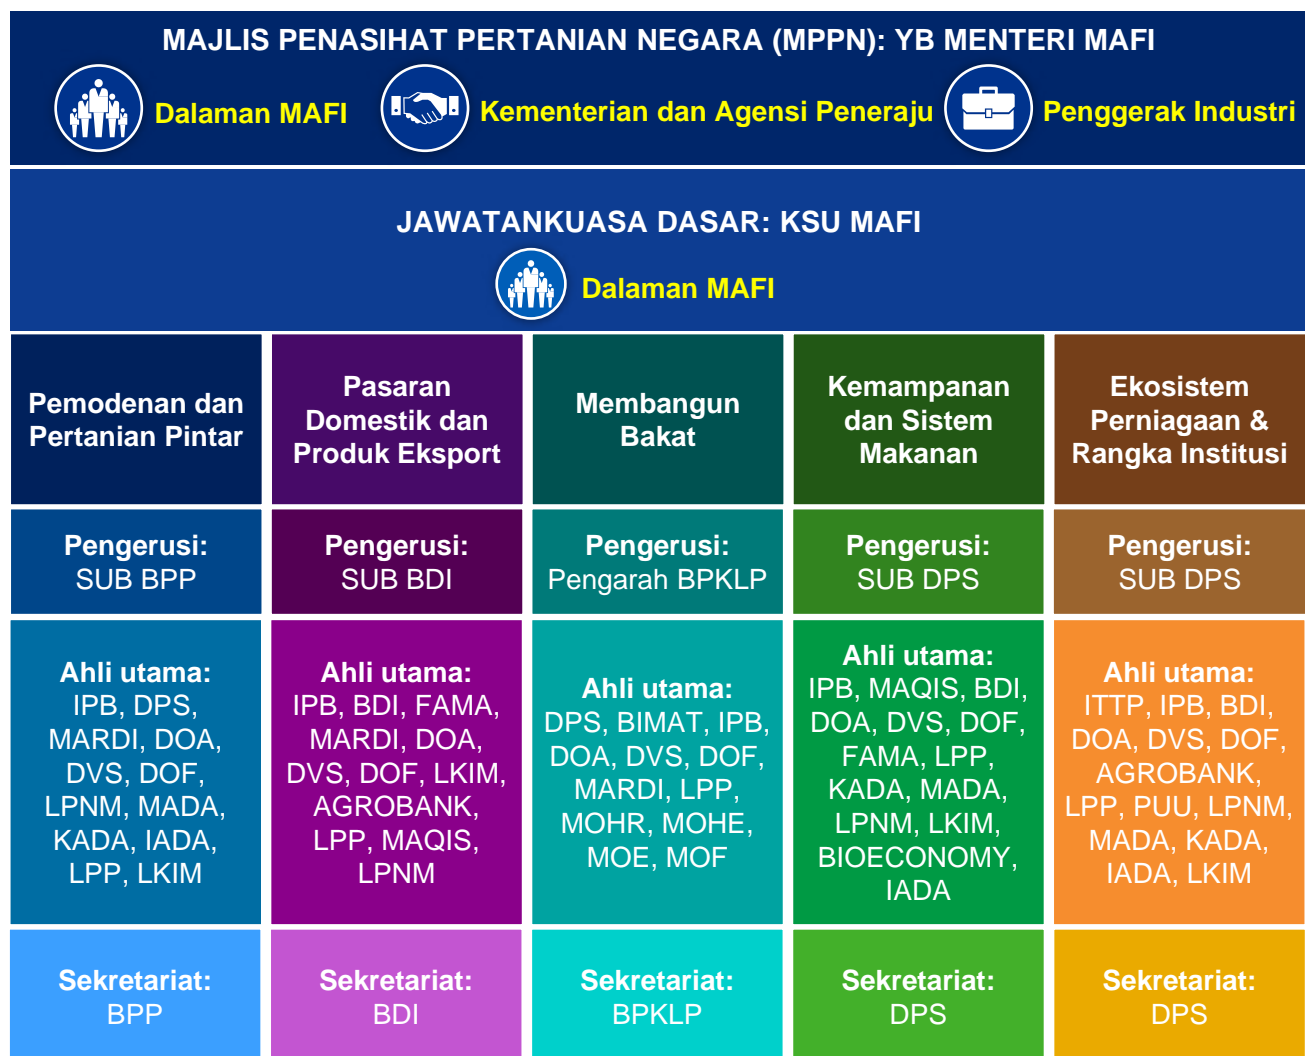 MAJLIS PENASIHAT PERTANIAN NEGARA (MPPN): YB MENTERI MAFI
Dalaman MAFI
Kementerian dan Agensi Peneraju
Penggerak Industri
JAWATANKUASA DASAR: KSU MAFI
Dalaman MAFI
Pemodenan dan
Pertanian Pintar
Pasaran
Domestik dan
Produk Eksport
Membangun
Bakat
Kemampanan
dan Sistem
Makanan
Ekosistem
Perniagaan &
Rangka Institusi
Pengerusi:
SUB BPP
Pengerusi:
SUB BDI
Pengerusi:
Pengarah BPKLP
Pengerusi:
SUB DPS
Pengerusi:
SUB DPS
Ahli utama:
IPB, DPS,
MARDI, DOA,
DVS, DOF,
LPNM, MADA,
KADA, IADA,
LPP, LKIM
Ahli utama:
IPB, BDI, FAMA,
MARDI, DOA,
DVS, DOF, LKIM,
AGROBANK,
LPP, MAQIS,
LPNM
Ahli utama:
DPS, BIMAT, IPB,
DOA, DVS, DOF,
MARDI, LPP,
MOHR, MOHE,
MOE, MOF
Ahli utama:
IPB, MAQIS, BDI,
DOA, DVS, DOF,
FAMA, LPP,
KADA, MADA,
LPNM, LKIM,
BIOECONOMY,
IADA
Ahli utama:
ITTP, IPB, BDI,
DOA, DVS, DOF,
AGROBANK,
LPP, PUU, LPNM,
MADA, KADA,
IADA, LKIM
Sekretariat:
BPP
Sekretariat:
BDI
Sekretariat:
BPKLP
Sekretariat:
DPS
Sekretariat:
DPS